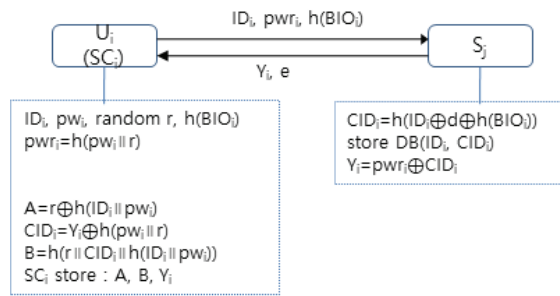 ID_i, pwr_i, h(BIO_i)
U_i
(SC_i)
S_j
Y_i, e
ID_i, pw_i, random r, h(BIO_i)
pwr_i=h(pw_i∥r)
A=r⊕h(ID_i∥pw_i)
CID_i=Y_i⊕h(pw_i∥r)
B=h(r∥CID_i∥h(ID_i∥pw_i))
SC_i store : A, B, Y_i
CID_i=h(ID_i⊕d⊕h(BIO_i))
store DB(ID_i, CID_i)
Y_i=pwr_i⊕CID_i